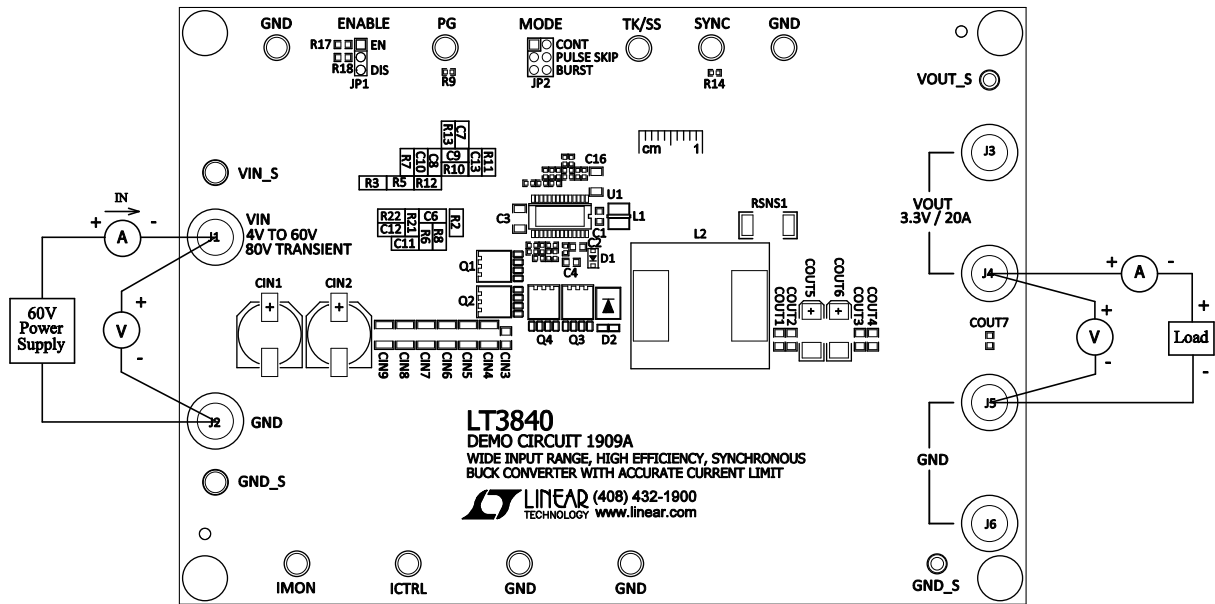 GND
ENABLE
PG
MODE
TK/SS
SYNC
GND
R17
EN
R18
DIS
JP1
R9
CONT
PULSE SKIP
BURST
JP2
R14
VOUT_S
cm 1
R13
C7
R7
C10
C8
C9
R10
C13
R11
R3
R5
R12
C16
U1
L1
C3
C1
C2
D1
C4
R22
C6
R2
C12
R21
R6
R8
C11
VIN_S
IN
+
A
-
J1
VIN
4V TO 60V
80V TRANSIENT
60V
Power
Supply
+
V
-
J2
GND
GND_S
CIN1
+
CIN2
+
Q1
Q2
Q4
Q3
D2
CIN9
CIN8
CIN7
CIN6
CIN5
CIN4
CIN3
L2
RSNS1
COUT5
COUT6
+
+
COUT1
COUT2
COUT3
COUT4
J3
VOUT
3.3V / 20A
J4
+
A
-
+
V
-
+
Load
-
COUT7
J5
GND
J6
GND_S
LT3840
DEMO CIRCUIT 1909A
WIDE INPUT RANGE, HIGH EFFICIENCY, SYNCHRONOUS
BUCK CONVERTER WITH ACCURATE CURRENT LIMIT
LINEAR (408) 432-1900
TECHNOLOGY www.linear.com
IMON
ICTRL
GND
GND